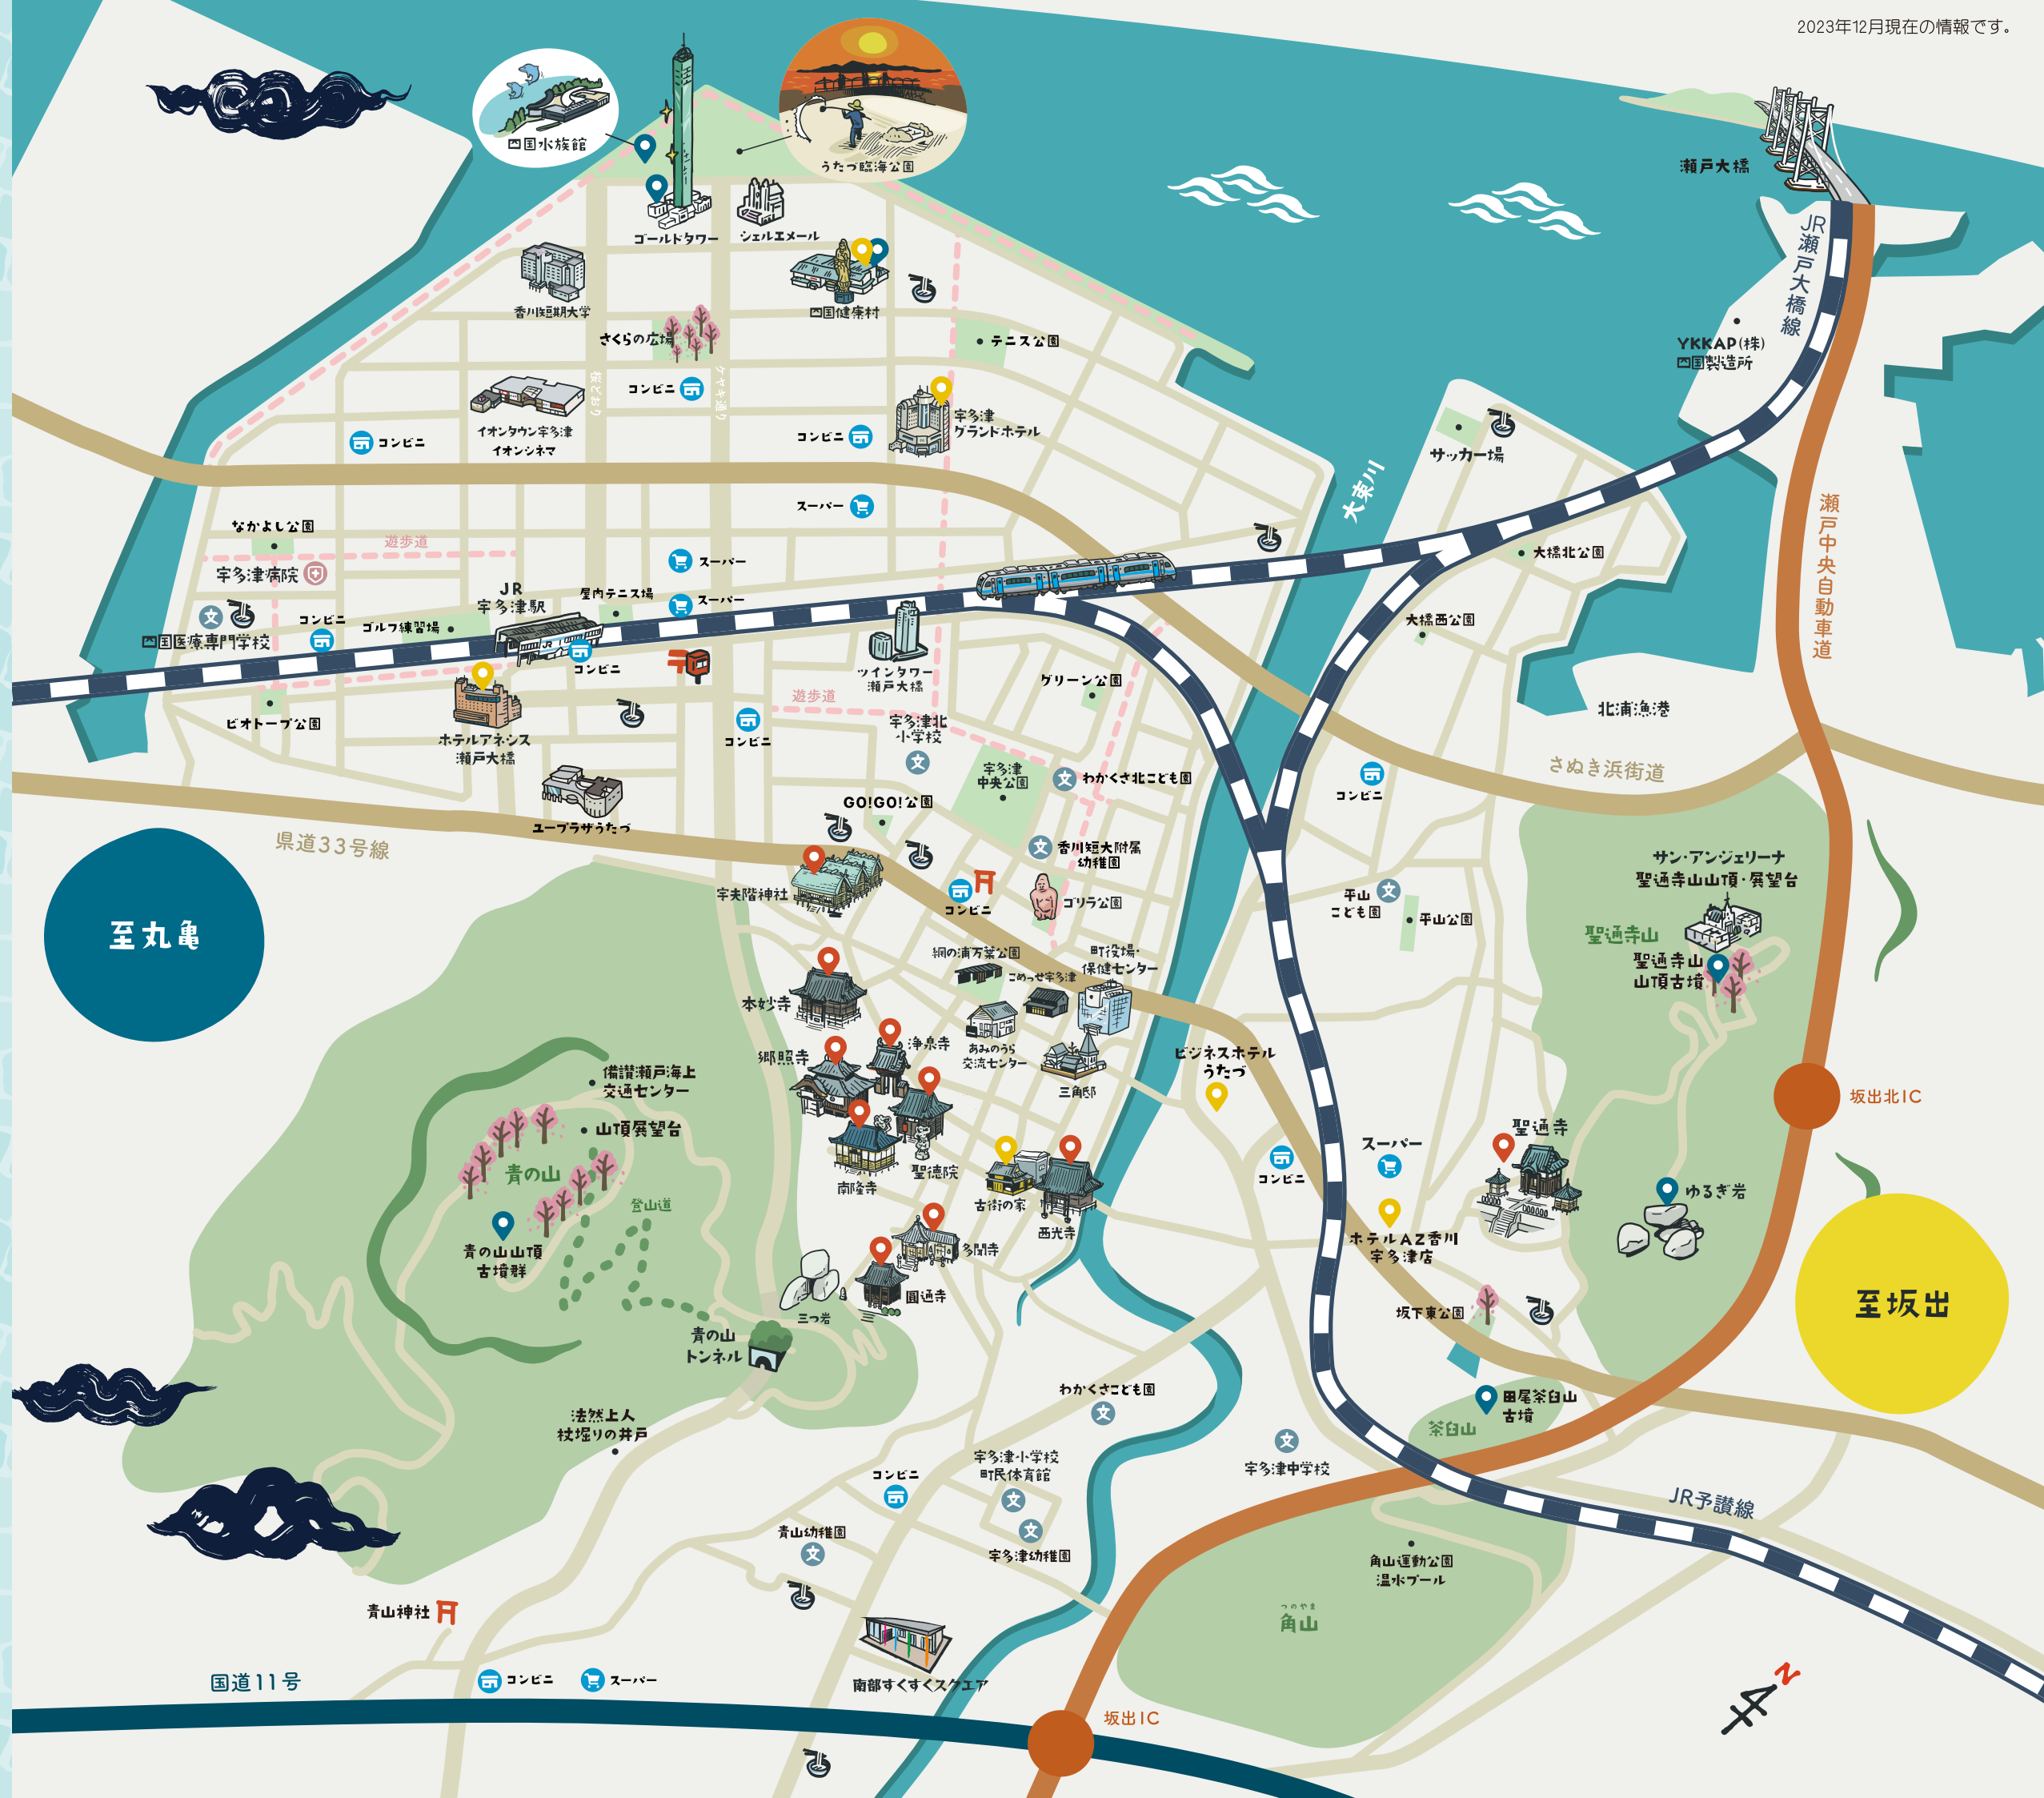 2023年12月現在の情報です。
四国水族館
うたづ臨海公園
瀬戸大橋
ゴールドタワー
シェルエメール
JR瀬戸大橋線
香川短期大学
四国健康村
さくらの広場
テニス公園
YKKAP(株)
四国製造所
コンビニ
桜どおり
ケヤキ通り
イオンタウン宇多津
イオンシネマ
コンビニ
コンビニ
宇多津
グランドホテル
サッカー場
大東川
瀬戸中央自動車道
スーパー
なかよし公園
遊歩道
宇多津病院
スーパー
大橋北公園
JR
宇多津駅
屋内テニス場
スーパー
コンビニ
ゴルフ練習場
四国医療専門学校
大橋西公園
コンビニ
ツインタワー
瀬戸大橋
グリーン公園
遊歩道
ビオトープ公園
ホテルアネシス
瀬戸大橋
コンビニ
宇多津北
小学校
北浦漁港
さぬき浜街道
宇多津
中央公園
わかくさ北こども園
コンビニ
GO!GO!公園
ユープラザうたづ
県道33号線
香川短大附属
幼稚園
サン・アンジェリーナ
聖通寺山山頂・展望台
宇夫階神社
コンビニ
ゴリラ公園
平山
こども園
平山公園
至丸亀
聖通寺山
聖通寺山
山頂古墳
網の浦万葉公園
こめっせ宇多津
町役場・
保健センター
本妙寺
浄泉寺
あみのうら
交流センター
郷照寺
ビジネスホテル
うたづ
三角邸
備讃瀬戸海上
交通センター
坂出北IC
山頂展望台
青の山
聖徳院
南隆寺
古街の家
西光寺
コンビニ
スーパー
聖通寺
ゆるぎ岩
登山道
青の山山頂
古墳群
多聞寺
圓通寺
ホテルAZ香川
宇多津店
三つ岩
坂下東公園
至坂出
青の山
トンネル
わかくさこども園
田尾茶臼山
古墳
茶臼山
法然上人
杖堀りの井戸
コンビニ
宇多津小学校
町民体育館
宇多津中学校
JR予讃線
青山幼稚園
宇多津幼稚園
角山運動公園
温水プール
青山神社
つのやま
角山
国道11号
コンビニ
スーパー
南部すくすくスクエア
坂出IC
N